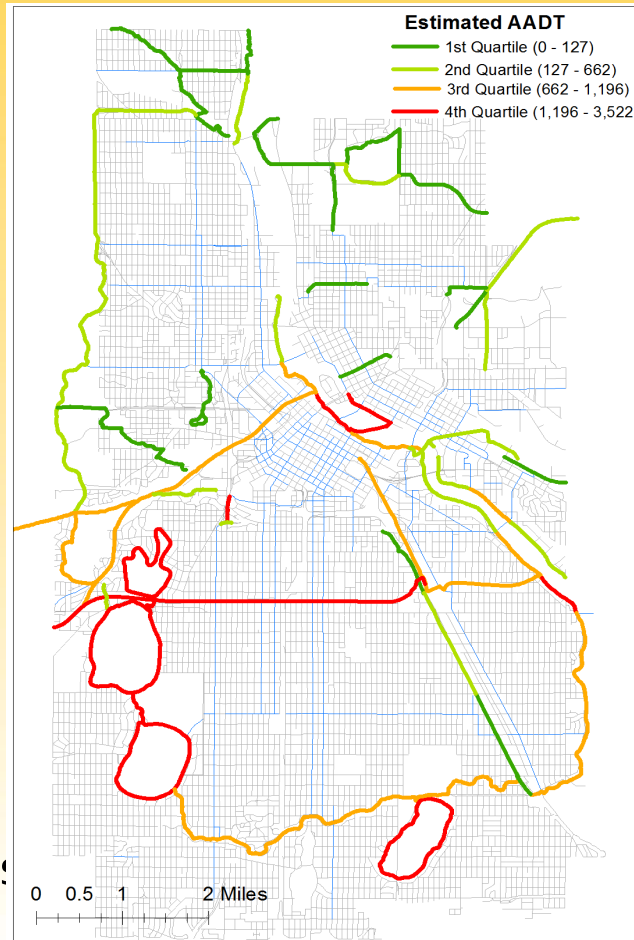 Estimated AADT
1st Quartile (0 - 127)
2nd Quartile (127 - 662)
3rd Quartile (662 - 1,196)
4th Quartile (1,196 - 3,522
0 0.5 1 2 Miles